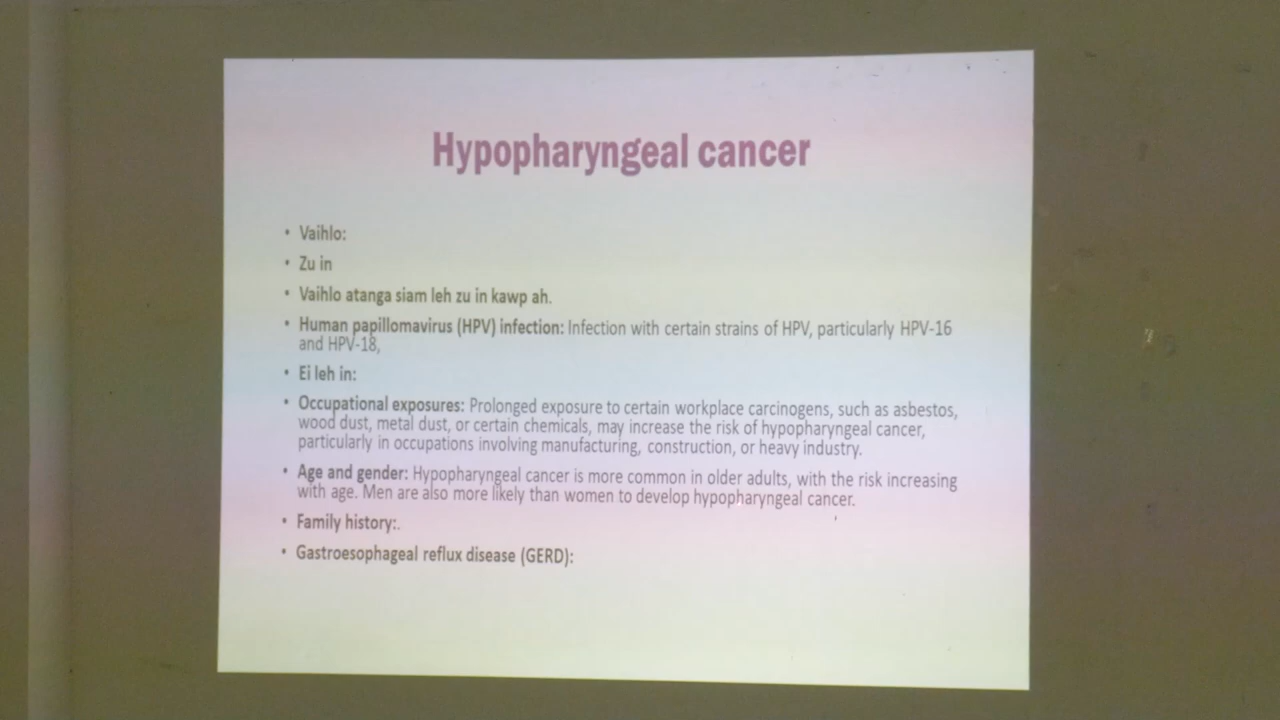 Hypopharyngeal cancer
• Vaihlo:
• Zu in
• Vaihlo atanga siam leh zu in kawp ah.
• Human papillomavirus (HPV) infection: Infection with certain strains of HPV, particularly HPV-16
and HPV-18,
• Ei leh in:
• Occupational exposures: Prolonged exposure to certain workplace carcinogens, such as asbestos,
wood dust, metal dust, or certain chemicals, may increase the risk of hypopharyngeal cancer,
particularly in occupations involving manufacturing, construction, or heavy industry.
• Age and gender: Hypopharyngeal cancer is more common in older adults, with the risk increasing
with age. Men are also more likely than women to develop hypopharyngeal cancer.
• Family history:.
• Gastroesophageal reflux disease (GERD):